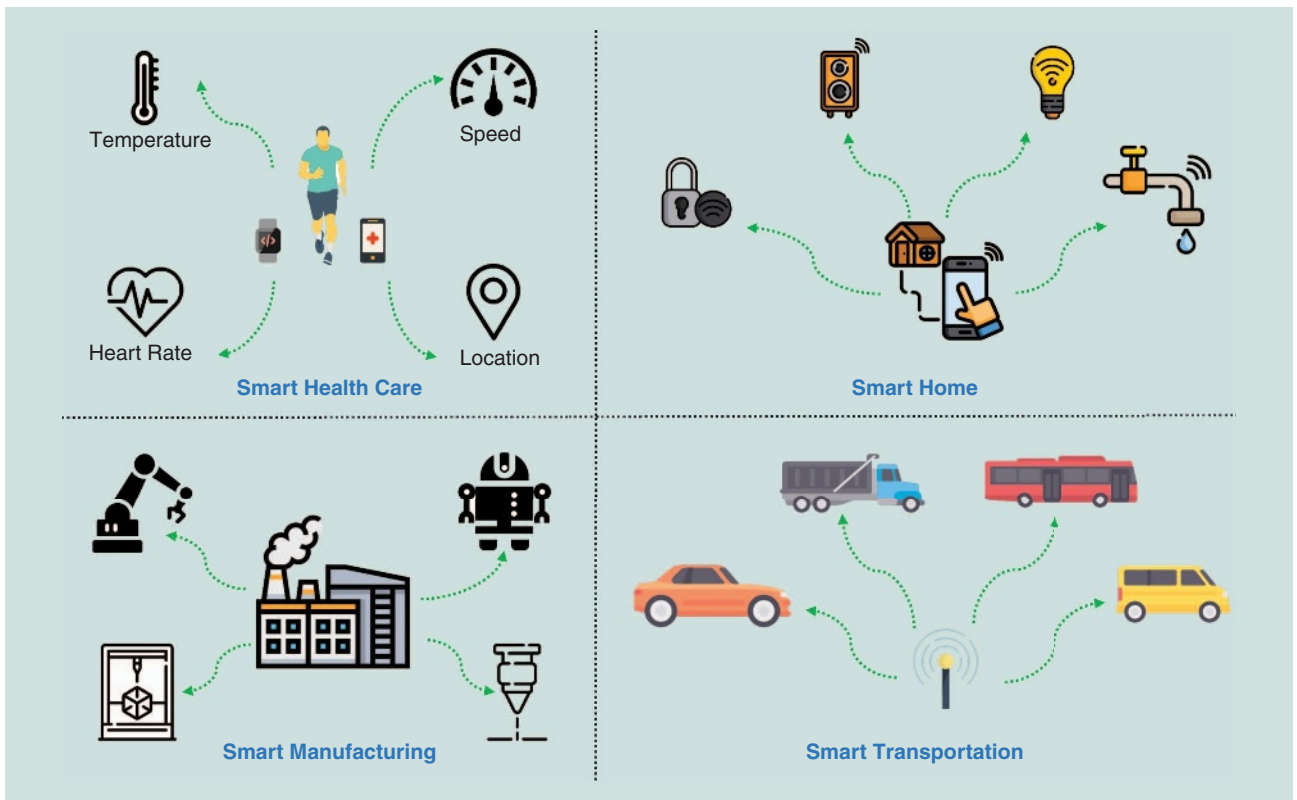 Temperature
Speed
</>
Heart Rate
Location
Smart Health Care
Smart Home
Smart Manufacturing
Smart Transportation